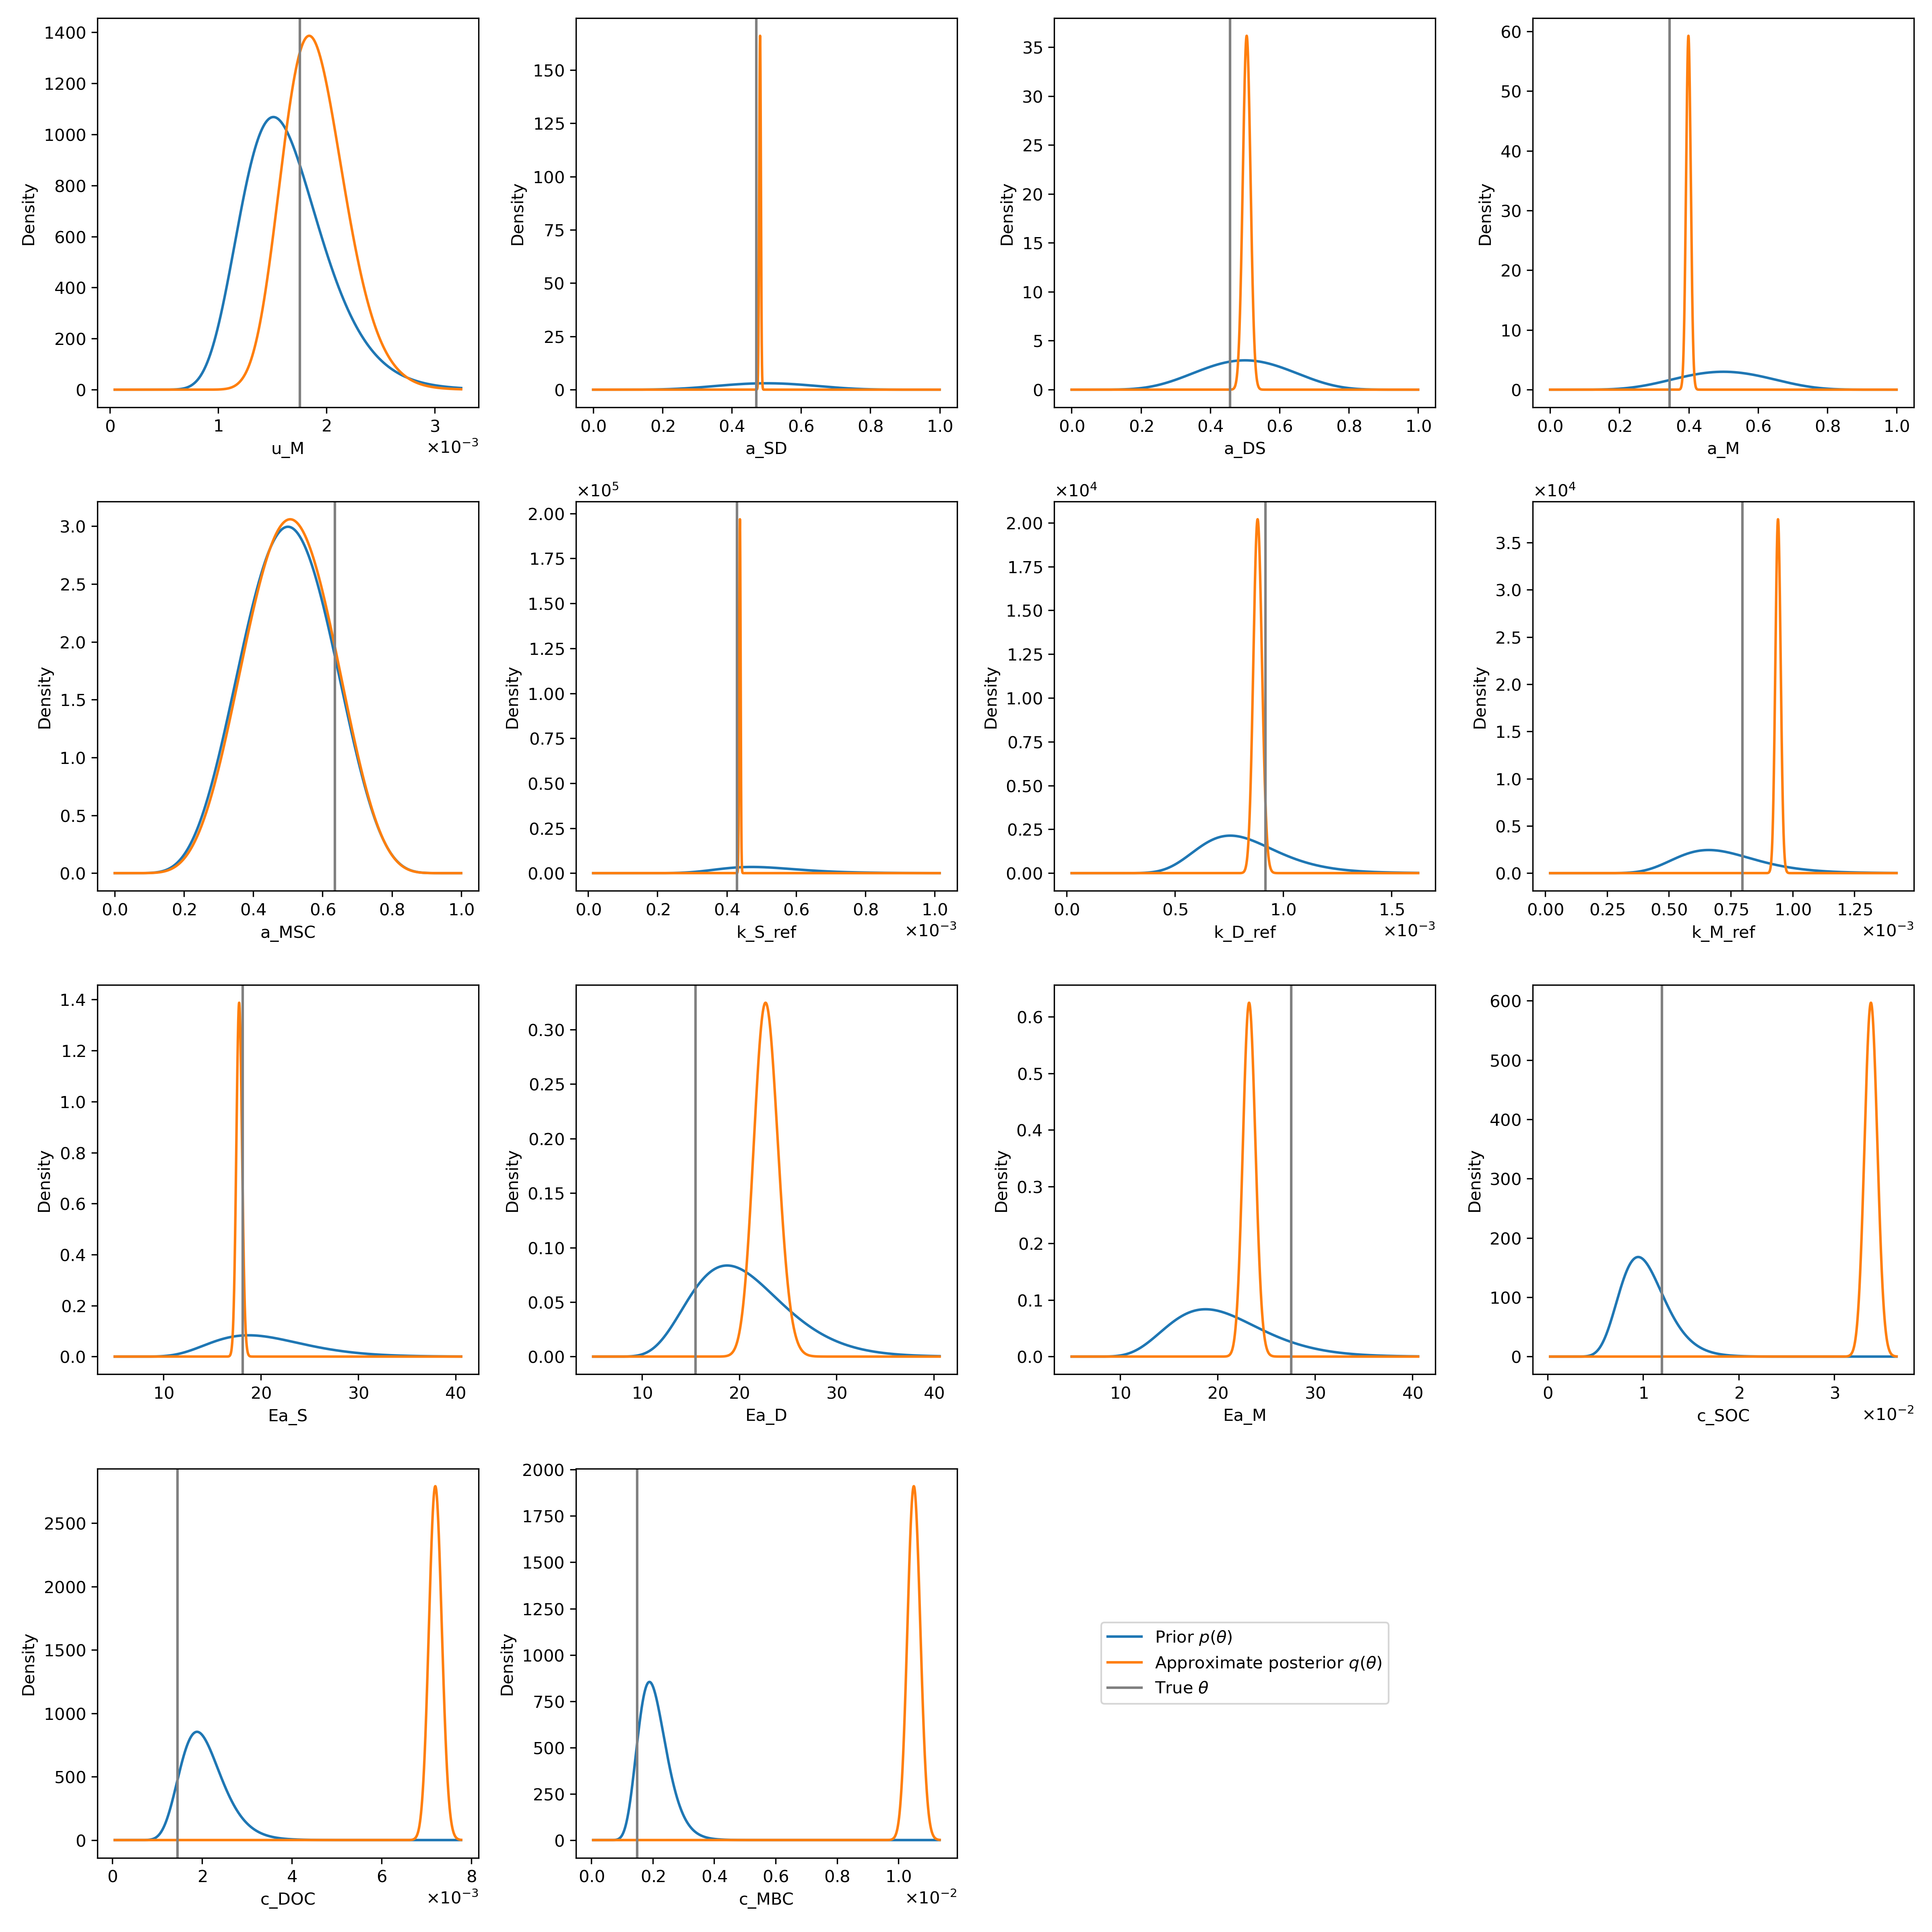 1400
1200
1000
800
600
400
200
0
Density
0 1 2 3
×10⁻³
u_M
150
125
100
75
50
25
0
Density
0.0 0.2 0.4 0.6 0.8 1.0
a_SD
35
30
25
20
15
10
5
0
Density
0.0 0.2 0.4 0.6 0.8 1.0
a_DS
60
50
40
30
20
10
0
Density
0.0 0.2 0.4 0.6 0.8 1.0
a_M
3.0
2.5
2.0
1.5
1.0
0.5
0.0
Density
0.0 0.2 0.4 0.6 0.8 1.0
a_MSC
×10⁵
2.00
1.75
1.50
1.25
1.00
0.75
0.50
0.25
0.00
Density
0.0 0.2 0.4 0.6 0.8 1.0
×10⁻³
k_S_ref
×10⁴
2.00
1.75
1.50
1.25
1.00
0.75
0.50
0.25
0.00
Density
0.0 0.5 1.0 1.5
×10⁻³
k_D_ref
×10⁴
3.5
3.0
2.5
2.0
1.5
1.0
0.5
0.0
Density
0.00 0.25 0.50 0.75 1.00 1.25
×10⁻³
k_M_ref
1.4
1.2
1.0
0.8
0.6
0.4
0.2
0.0
Density
10 20 30 40
Ea_S
0.30
0.25
0.20
0.15
0.10
0.05
0.00
Density
10 20 30 40
Ea_D
0.6
0.5
0.4
0.3
0.2
0.1
0.0
Density
10 20 30 40
Ea_M
600
500
400
300
200
100
0
Density
0 1 2 3
×10⁻²
c_SOC
2500
2000
1500
1000
500
0
Density
0 2 4 6 8
×10⁻³
c_DOC
2000
1750
1500
1250
1000
750
500
250
0
Density
0.0 0.2 0.4 0.6 0.8 1.0
×10⁻²
c_MBC
Prior p(θ)
Approximate posterior q(θ)
True θ